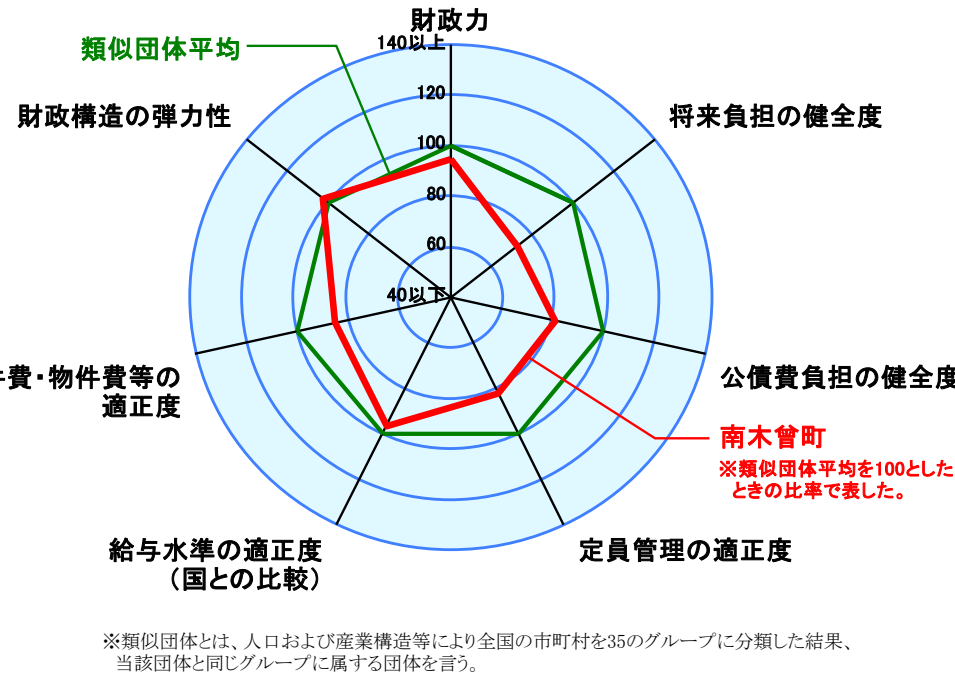 財政力
類似団体平均
140以上
120
100
80
60
40以下
財政構造の弾力性
将来負担の健全度
件費・物件費等の
適正度
公債費負担の健全度
南木曾町
※類似団体平均を100とした
ときの比率で表した。
給与水準の適正度
（国との比較）
定員管理の適正度
※類似団体とは、人口および産業構造等により全国の市町村を35のグループに分類した結果、
当該団体と同じグループに属する団体を言う。